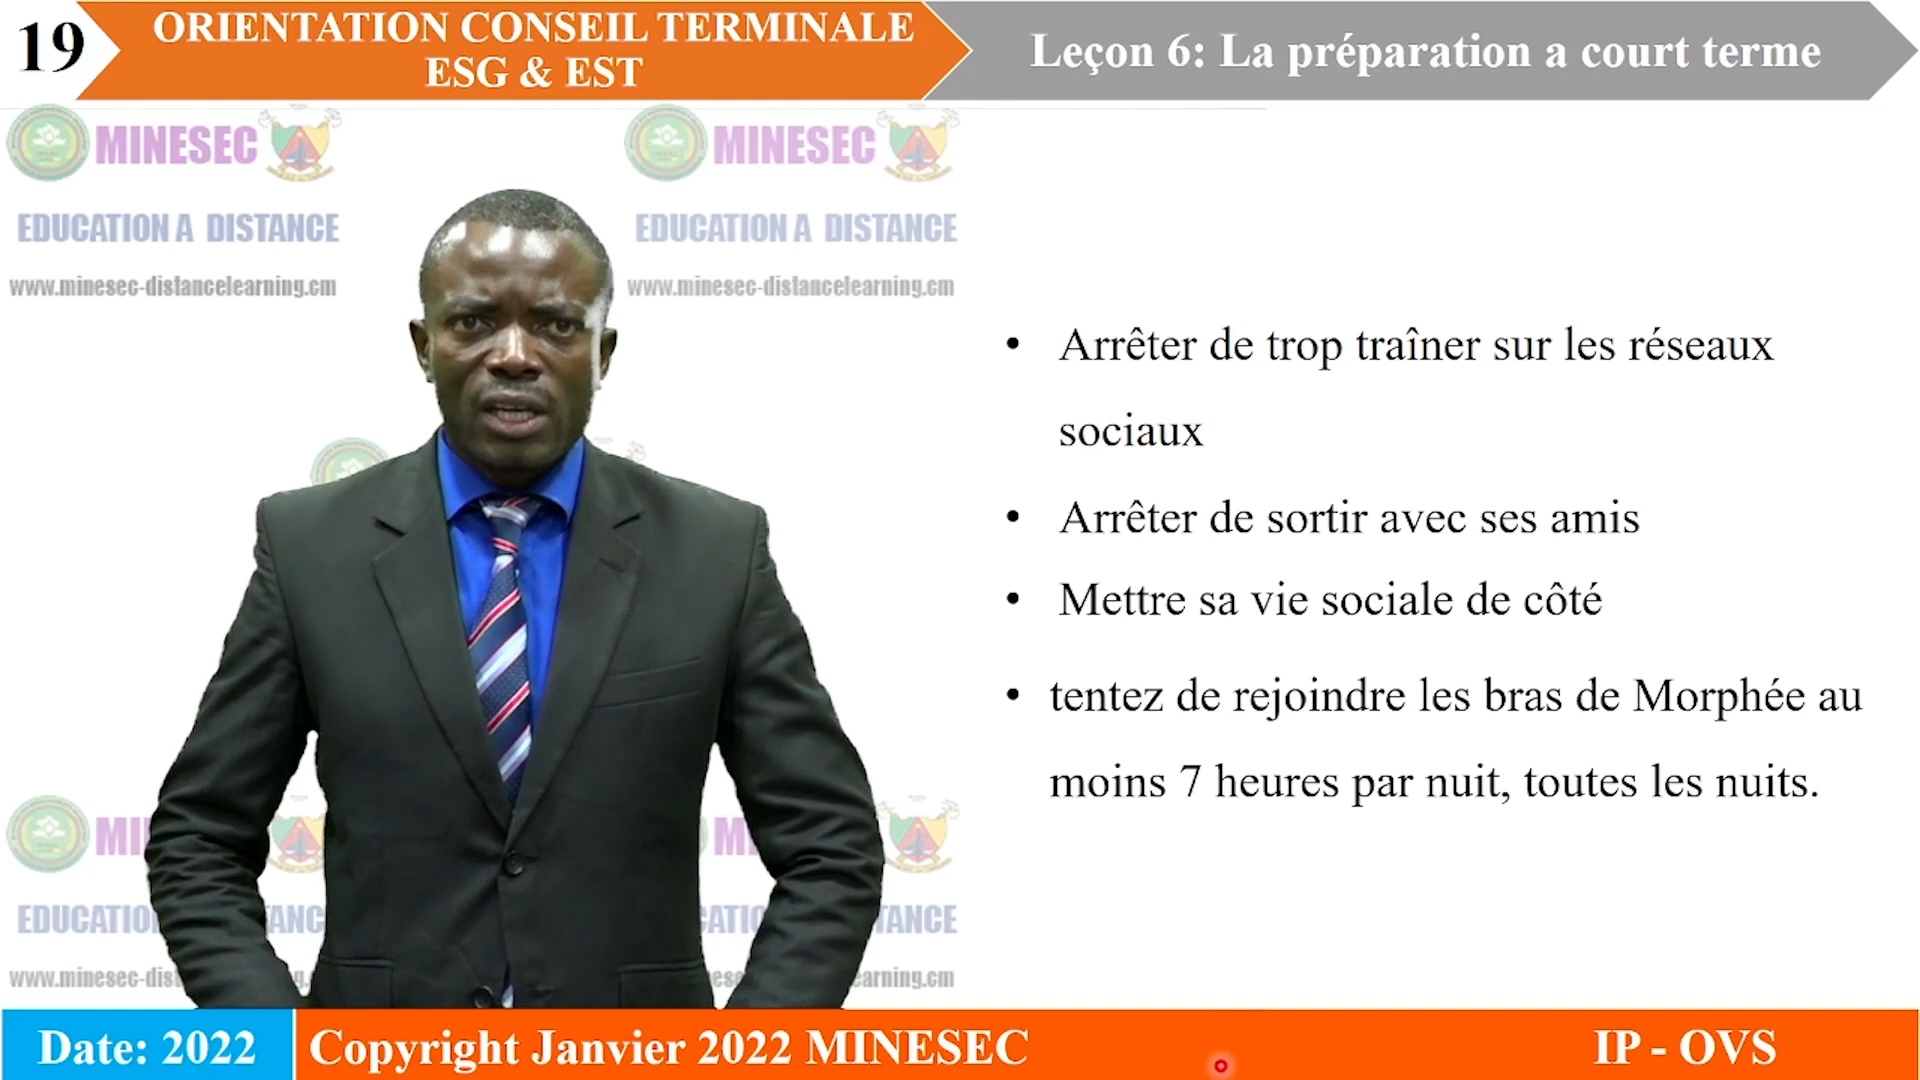 19
ORIENTATION CONSEIL TERMINALE
ESG & EST
Leçon 6: La préparation a court terme
MINESEC
MINESEC
EDUCATION A DISTANCE
EDUCATION A DISTANCE
www.minesec-distancelearning.cm
www.minesec-distancelearning.cm
• Arrêter de trop traîner sur les réseaux
sociaux
• Arrêter de sortir avec ses amis
• Mettre sa vie sociale de côté
• tentez de rejoindre les bras de Morphée au
moins 7 heures par nuit, toutes les nuits.
Date: 2022
Copyright Janvier 2022 MINESEC
IP - OVS